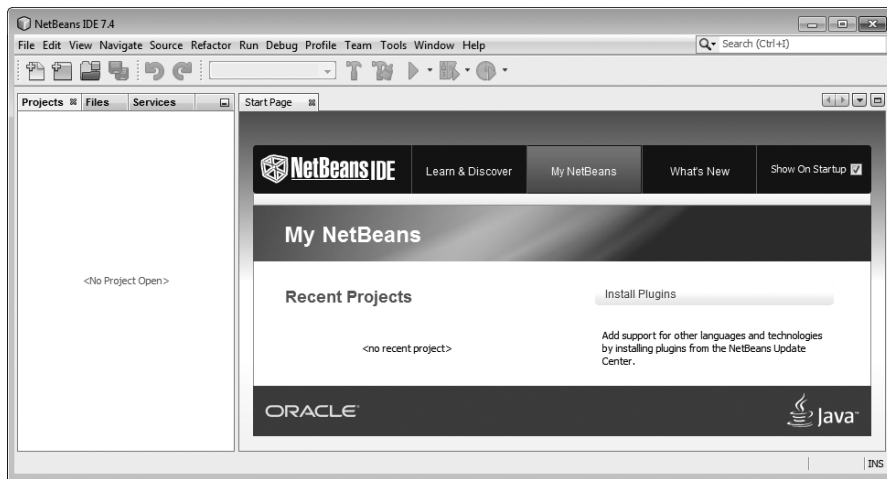 NetBeans IDE 7.4
File Edit View Navigate Source Refactor Run Debug Profile Team Tools Window Help
Search (Ctrl+I)
Projects Files Services
Start Page
NetBeans IDE
Learn & Discover
My NetBeans
What's New
Show On Startup
My NetBeans
<No Project Open>
Recent Projects
<no recent project>
Install Plugins
Add support for other languages and technologies
by installing plugins from the NetBeans Update
Center.
ORACLE
Java
INS